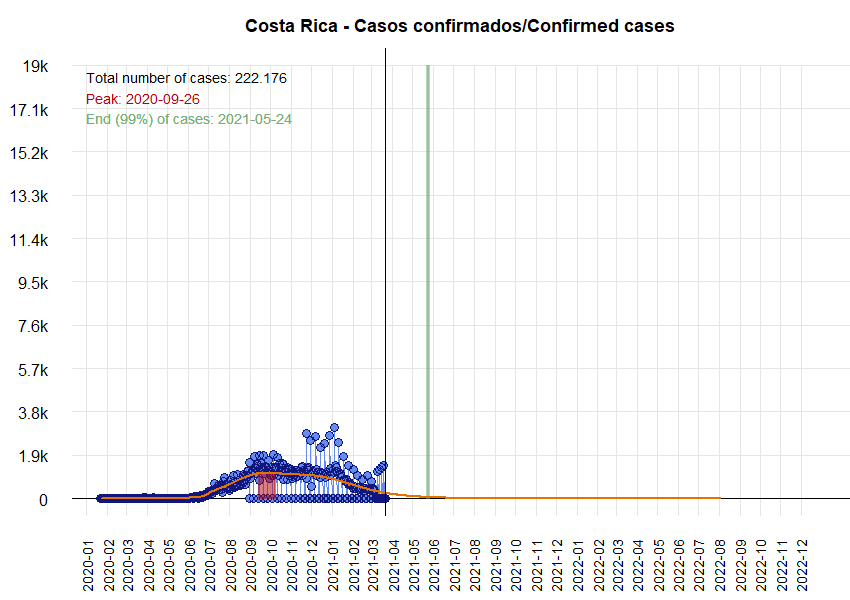 Costa Rica - Casos confirmados/Confirmed cases
19k
17.1k
15.2k
13.3k
11.4k
9.5k
7.6k
5.7k
3.8k
1.9k
0
Total number of cases: 222.176
Peak: 2020-09-26
End (99%) of cases: 2021-05-24
2020-01
2020-02
2020-03
2020-04
2020-05
2020-06
2020-07
2020-08
2020-09
2020-10
2020-11
2020-12
2021-01
2021-02
2021-03
2021-04
2021-05
2021-06
2021-07
2021-08
2021-09
2021-10
2021-11
2021-12
2022-01
2022-02
2022-03
2022-04
2022-05
2022-06
2022-07
2022-08
2022-09
2022-10
2022-11
2022-12